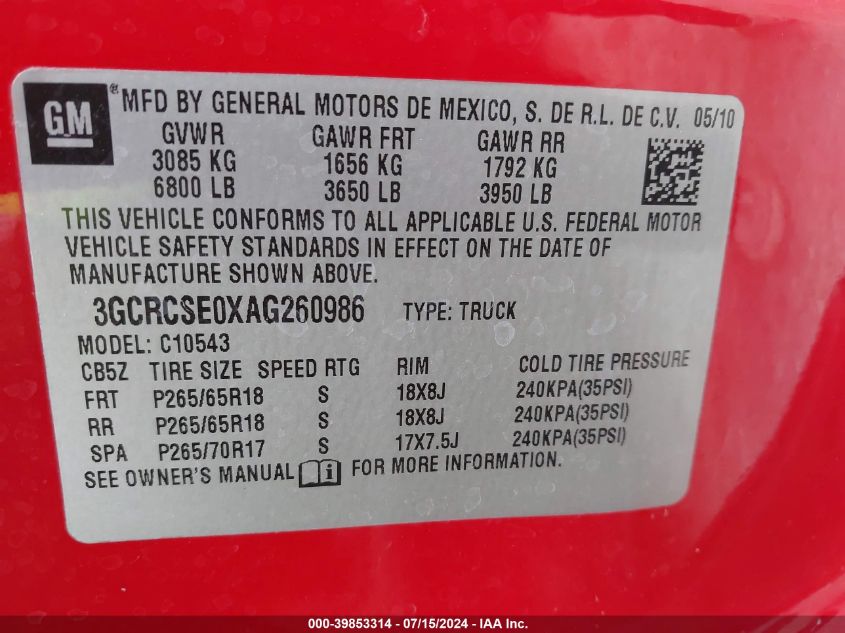 GM ® MFD BY GENERAL MOTORS DE MEXICO, S. DE R.L. DE C.V. 05/10
GVWR GAWR FRT GAWR RR
3085 KG 1656 KG 1792 KG
6800 LB 3650 LB 3950 LB
THIS VEHICLE CONFORMS TO ALL APPLICABLE U.S. FEDERAL MOTOR
VEHICLE SAFETY STANDARDS IN EFFECT ON THE DATE OF
MANUFACTURE SHOWN ABOVE.
3GCRCSE0XAG260986 TYPE: TRUCK
MODEL: C10543
CB5Z TIRE SIZE SPEED RTG RIM COLD TIRE PRESSURE
FRT P265/65R18 S 18X8J 240KPA(35PSI)
RR P265/65R18 S 18X8J 240KPA(35PSI)
SPA P265/70R17 S 17X7.5J 240KPA(35PSI)
SEE OWNER'S MANUAL i FOR MORE INFORMATION.
000-39853314 - 07/15/2024 - IAA Inc.